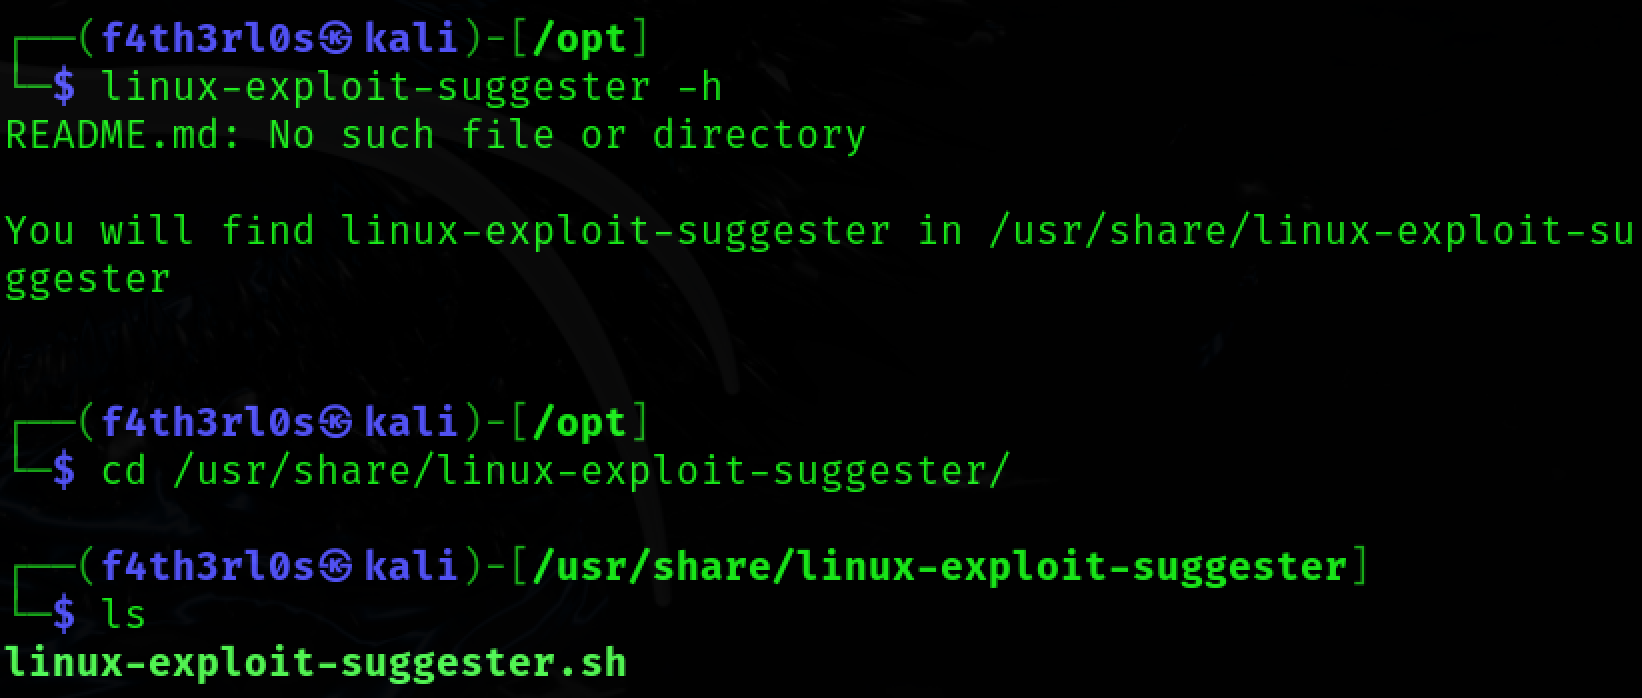 ┌──(f4th3rl0s㉿kali)-[/opt]
└─$ linux-exploit-suggester -h
README.md: No such file or directory
You will find linux-exploit-suggester in /usr/share/linux-exploit-su
ggester
┌──(f4th3rl0s㉿kali)-[/opt]
└─$ cd /usr/share/linux-exploit-suggester/
┌──(f4th3rl0s㉿kali)-[/usr/share/linux-exploit-suggester]
└─$ ls
linux-exploit-suggester.sh